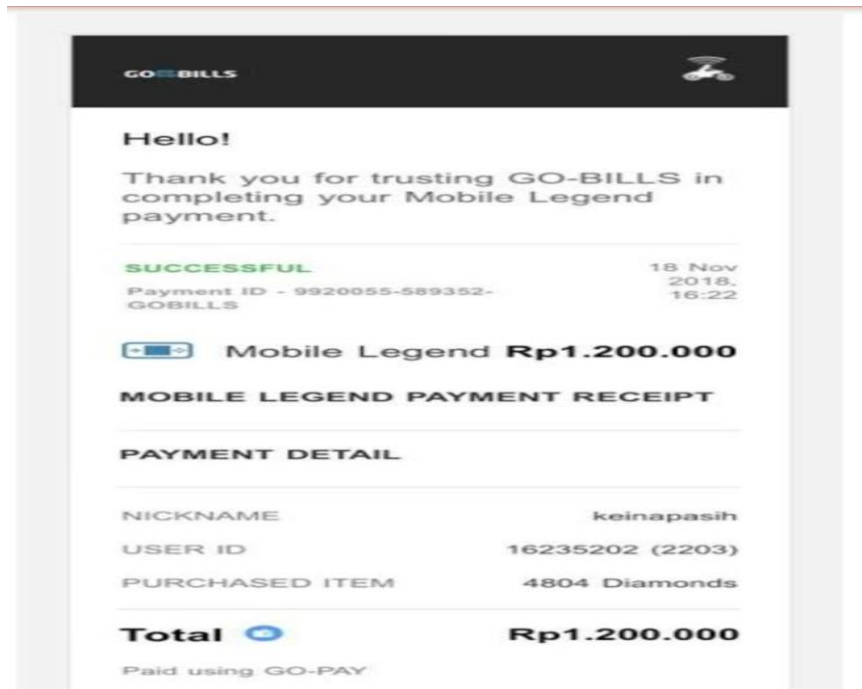 GO BILLS
Hello!
Thank you for trusting GO-BILLS in
completing your Mobile Legend
payment.
SUCCESSFUL
18 Nov
2018.
16:22
Payment ID - 9920055-589352-
GOBILLS
Mobile Legend Rp1.200.000
MOBILE LEGEND PAYMENT RECEIPT
PAYMENT DETAIL
NICKNAME keinapasih
USER ID 16235202 (2203)
PURCHASED ITEM 4804 Diamonds
Total Rp1.200.000
Paid using GO-PAY